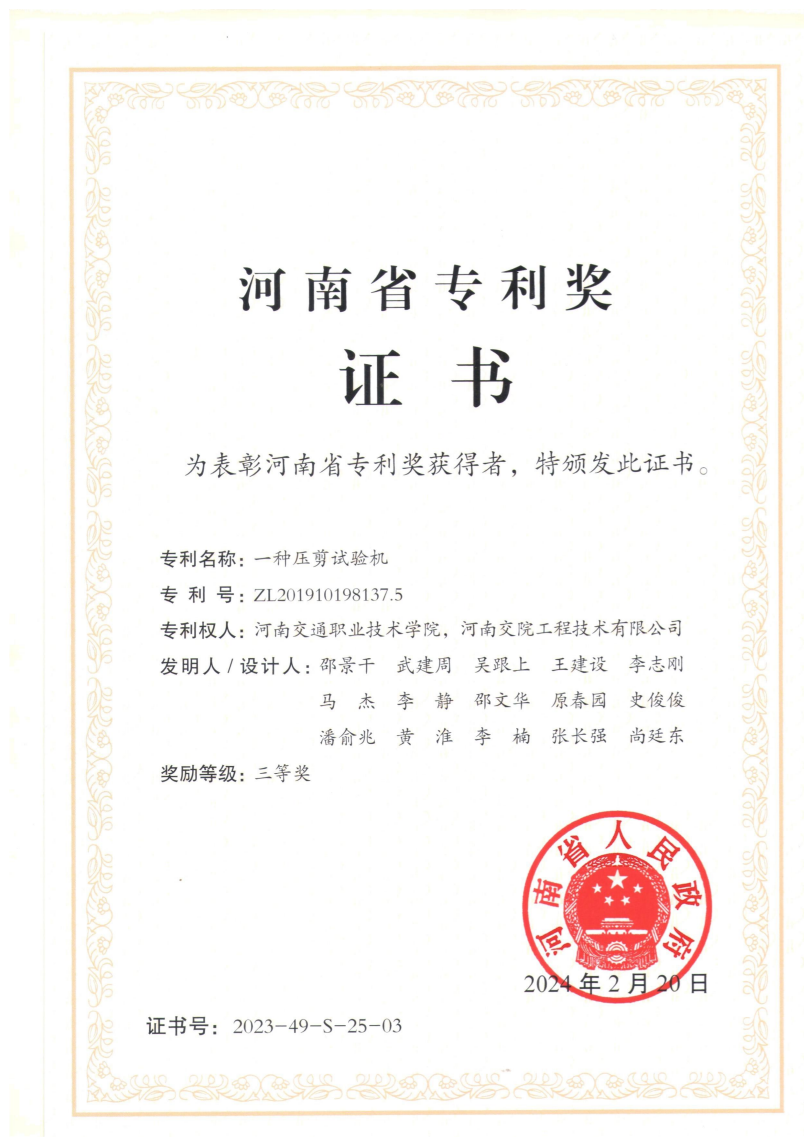 河南省专利奖
证书
为表彰河南省专利奖获得者，特颁发此证书。
专利名称：一种压剪试验机
专利号：ZL201910198137.5
专利权人：河南交通职业技术学院，河南交院工程技术有限公司
发明人/设计人：邵景干 武建周 吴跟上 王建设 李志刚
马杰 李静 邵文华 原春园 史俊俊
潘俞兆 黄淮 李楠 张长强 尚廷东
奖励等级：三等奖
河南省人民政府
2024年2月20日
证书号：2023-49-S-25-03